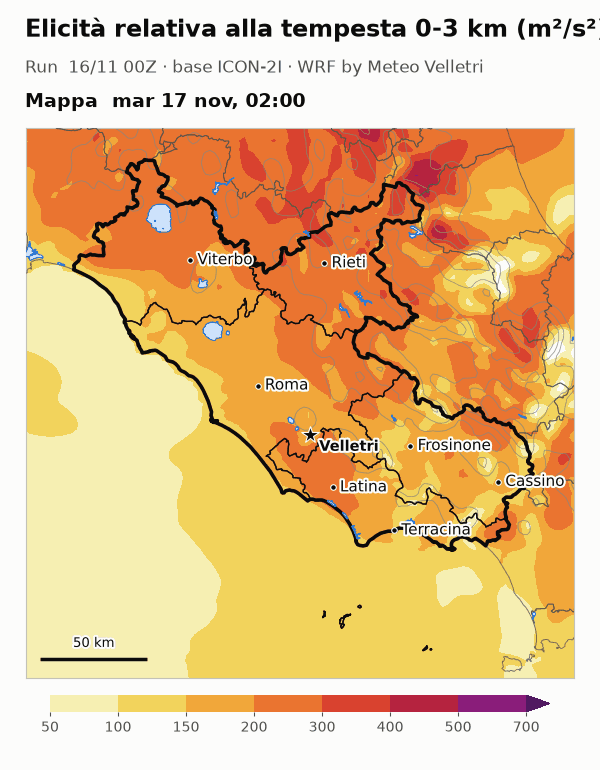 Elicità relativa alla tempesta 0-3 km (m²/s²)
Run 16/11 00Z · base ICON-2I · WRF by Meteo Velletri
Mappa mar 17 nov, 02:00
Viterbo
Rieti
Roma
Velletri
Frosinone
Latina
Cassino
Terracina
50 km
50 100 150 200 300 400 500 700